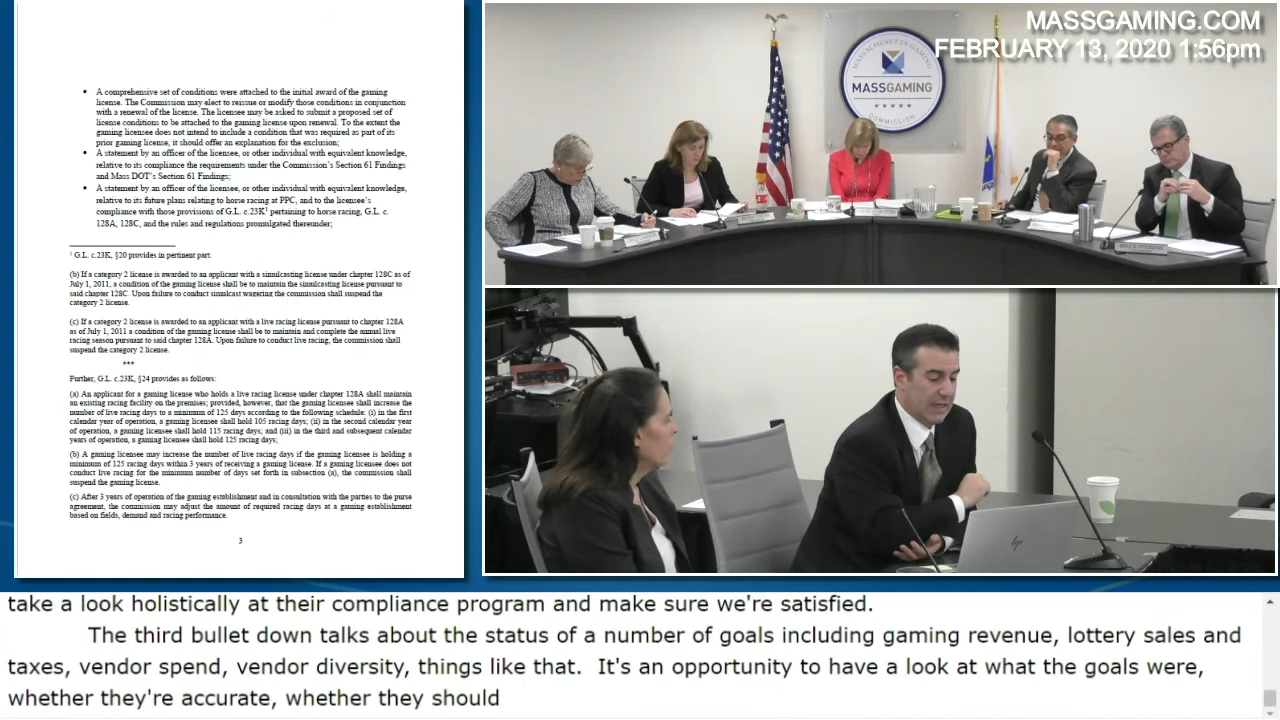 • A comprehensive set of conditions were attached to the initial award of the gaming
license. The Commission may elect to reissue or modify those conditions in conjunction
with a renewal of the license. The licensee may be asked to submit a proposed set of
license conditions to be attached to the gaming license upon renewal. To the extent the
gaming licensee does not intend to include a condition that was required as part of its
prior gaming license, it should offer an explanation for the exclusion;
• A statement by an officer of the licensee, or other individual with equivalent knowledge,
relative to its compliance the requirements under the Commission's Section 61 Findings
and Mass DOT's Section 61 Findings;
• A statement by an officer of the licensee, or other individual with equivalent knowledge,
relative to its future plans relating to horse racing at PPC, and to the licensee's
compliance with those provisions of G.L. c.23K1 pertaining to horse racing, G.L. c.
128A, 128C, and the rules and regulations promulgated thereunder;
1 G.L. c.23K, §20 provides in pertinent part:
(b) If a category 2 license is awarded to an applicant with a simulcasting license under chapter 128C as of
July 1, 2011, a condition of the gaming license shall be to maintain the simulcasting license pursuant to
said chapter 128C. Upon failure to conduct simulcast wagering the commission shall suspend the
category 2 license.
(c) If a category 2 license is awarded to an applicant with a live racing license pursuant to chapter 128A
as of July 1, 2011 a condition of the gaming license shall be to maintain and complete the annual live
racing season pursuant to said chapter 128A. Upon failure to conduct live racing, the commission shall
suspend the category 2 license.
***
Further, G.L. c.23K, §24 provides as follows:
(a) An applicant for a gaming license who holds a live racing license under chapter 128A shall maintain
an existing racing facility on the premises; provided, however, that the gaming licensee shall increase the
number of live racing days to a minimum of 125 days according to the following schedule: (i) in the first
calendar year of operation, a gaming licensee shall hold 105 racing days; (ii) in the second calendar year
of operation, a gaming licensee shall hold 115 racing days; and (iii) in the third and subsequent calendar
years of operation, a gaming licensee shall hold 125 racing days;
(b) A gaming licensee may increase the number of live racing days if the gaming licensee is holding a
minimum of 125 racing days within 3 years of receiving a gaming license. If a gaming licensee does not
conduct live racing for the minimum number of days set forth in subsection (a), the commission shall
suspend the gaming license.
(c) After 3 years of operation of the gaming establishment and in consultation with the parties to the purse
agreement, the commission may adjust the amount of required racing days at a gaming establishment
based on fields, demand and racing performance.
3
MASSGAMING.COM
FEBRUARY 13, 2020 1:56pm
MASSACHUSETTS GAMING
MASSGAMING
★★★★★
COMMISSION
hp
take a look holistically at their compliance program and make sure we're satisfied.
The third bullet down talks about the status of a number of goals including gaming revenue, lottery sales and
taxes, vendor spend, vendor diversity, things like that. It's an opportunity to have a look at what the goals were,
whether they're accurate, whether they should